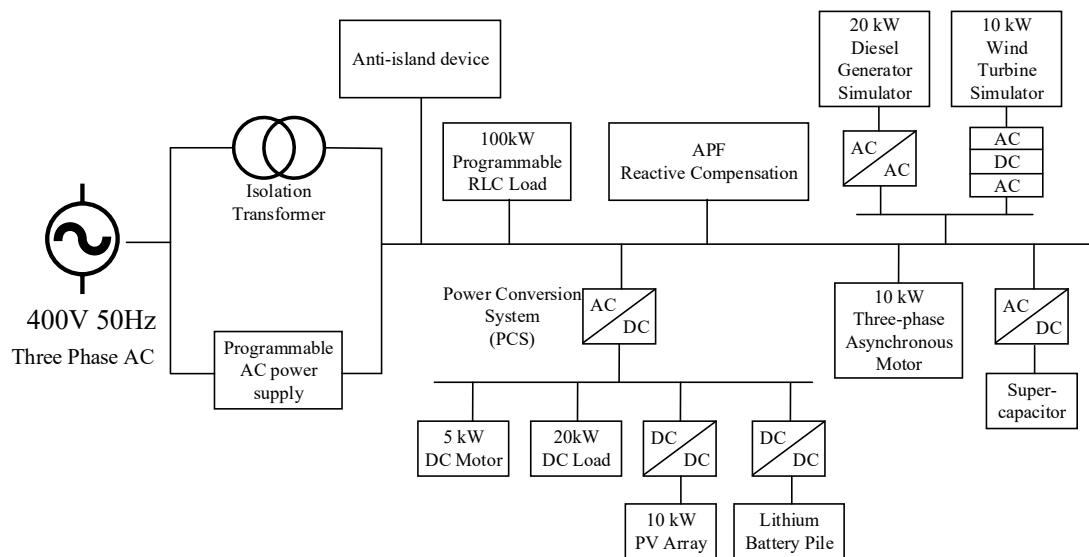 Anti-island device
20 kW
Diesel
Generator
Simulator
10 kW
Wind
Turbine
Simulator
100kW
Programmable
RLC Load
APF
Reactive Compensation
AC
AC
AC
DC
AC
Isolation
Transformer
400V 50Hz
Three Phase AC
Programmable
AC power
supply
Power Conversion
System
(PCS)
AC
DC
10 kW
Three-phase
Asynchronous
Motor
AC
DC
Super-
capacitor
5 kW
DC Motor
20kW
DC Load
DC
DC
DC
DC
10 kW
PV Array
Lithium
Battery Pile